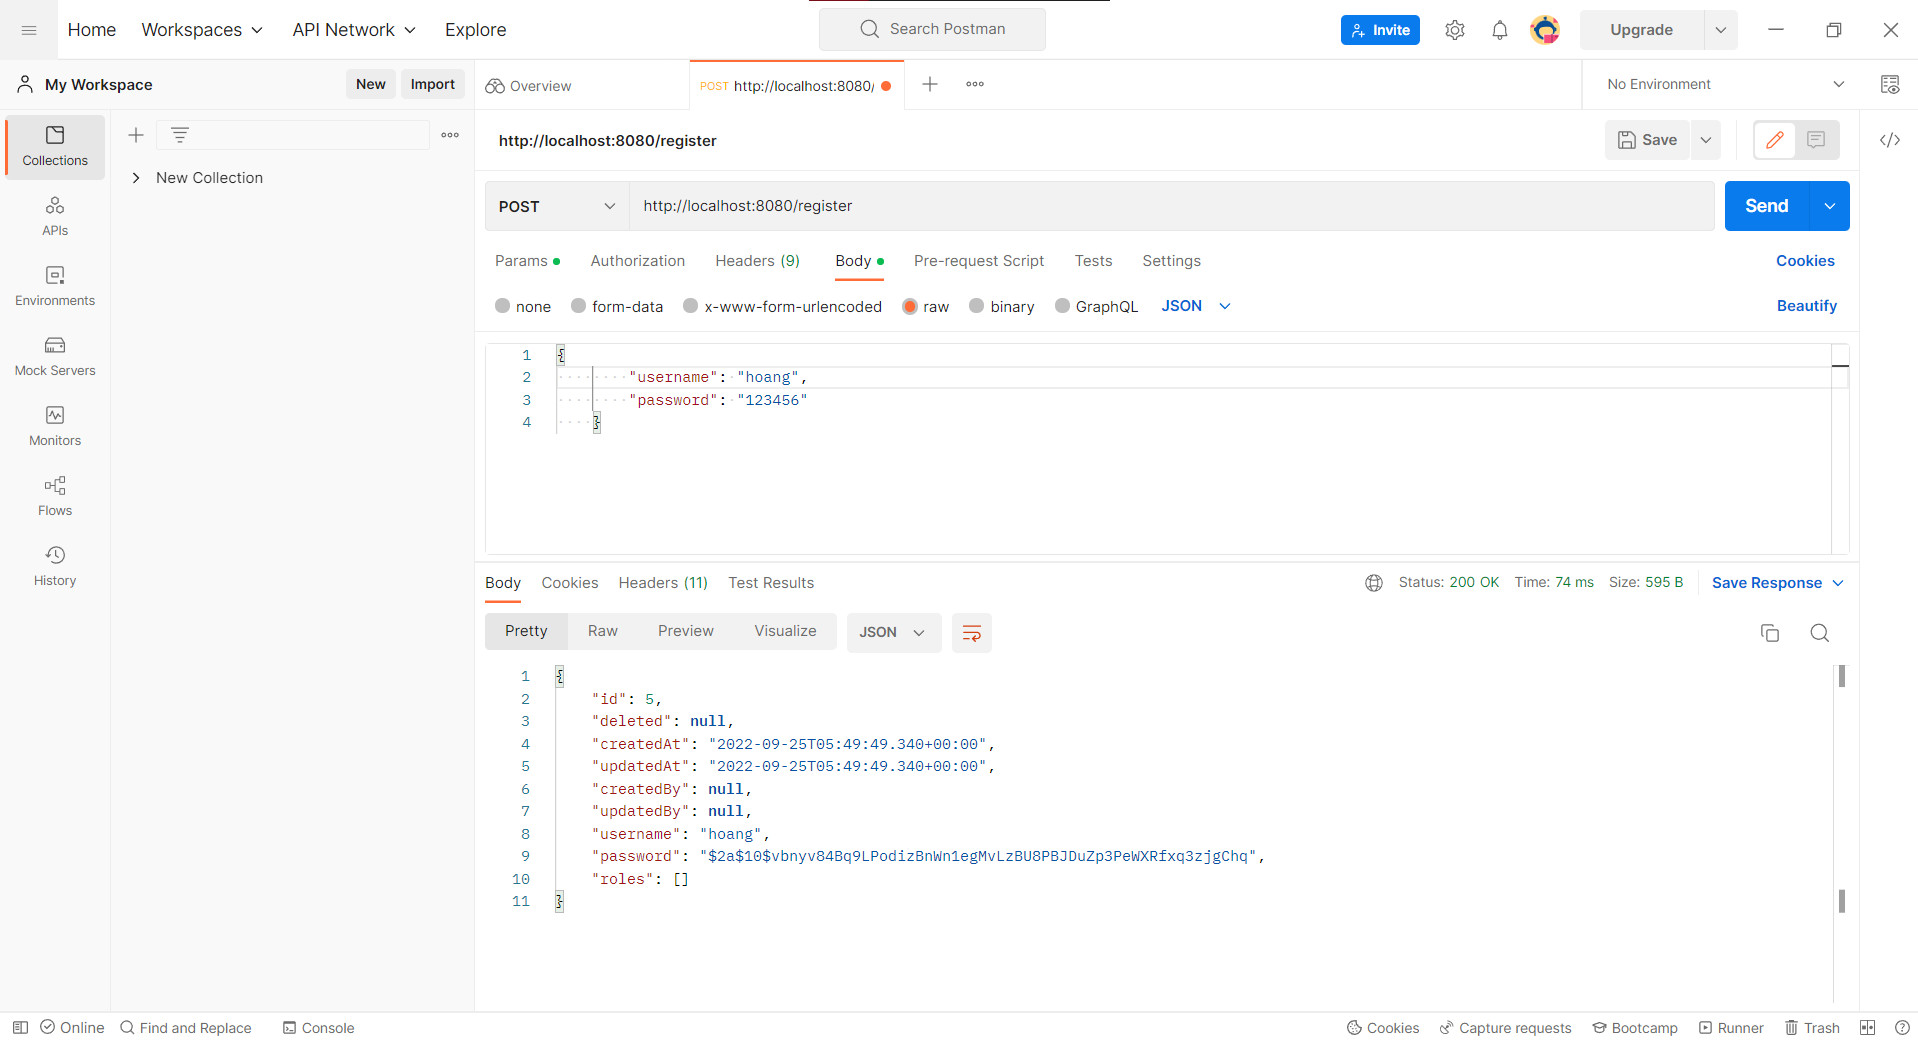 Home Workspaces API Network Explore Search Postman Invite Upgrade
My Workspace New Import Overview POST http://localhost:8080/ No Environment
http://localhost:8080/register Save
Collections
New Collection
APIs
Environments
Mock Servers
Monitors
Flows
History
POST http://localhost:8080/register Send
Params Authorization Headers (9) Body Pre-request Script Tests Settings Cookies
none form-data x-www-form-urlencoded raw binary GraphQL JSON Beautify
1 {
2 "username": "hoang",
3 "password": "123456"
4 }
Body Cookies Headers (11) Test Results Status: 200 OK Time: 74 ms Size: 595 B Save Response
Pretty Raw Preview Visualize JSON
1 {
2 "id": 5,
3 "deleted": null,
4 "createdAt": "2022-09-25T05:49:49.340+00:00",
5 "updatedAt": "2022-09-25T05:49:49.340+00:00",
6 "createdBy": null,
7 "updatedBy": null,
8 "username": "hoang",
9 "password": "$2a$10$vbnyv84Bq9LPodizBnWn1egMvLzBU8PBJDuZp3PeWXRfxq3zjgChq",
10 "roles": []
11 }
Online Find and Replace Console Cookies Capture requests Bootcamp Runner Trash